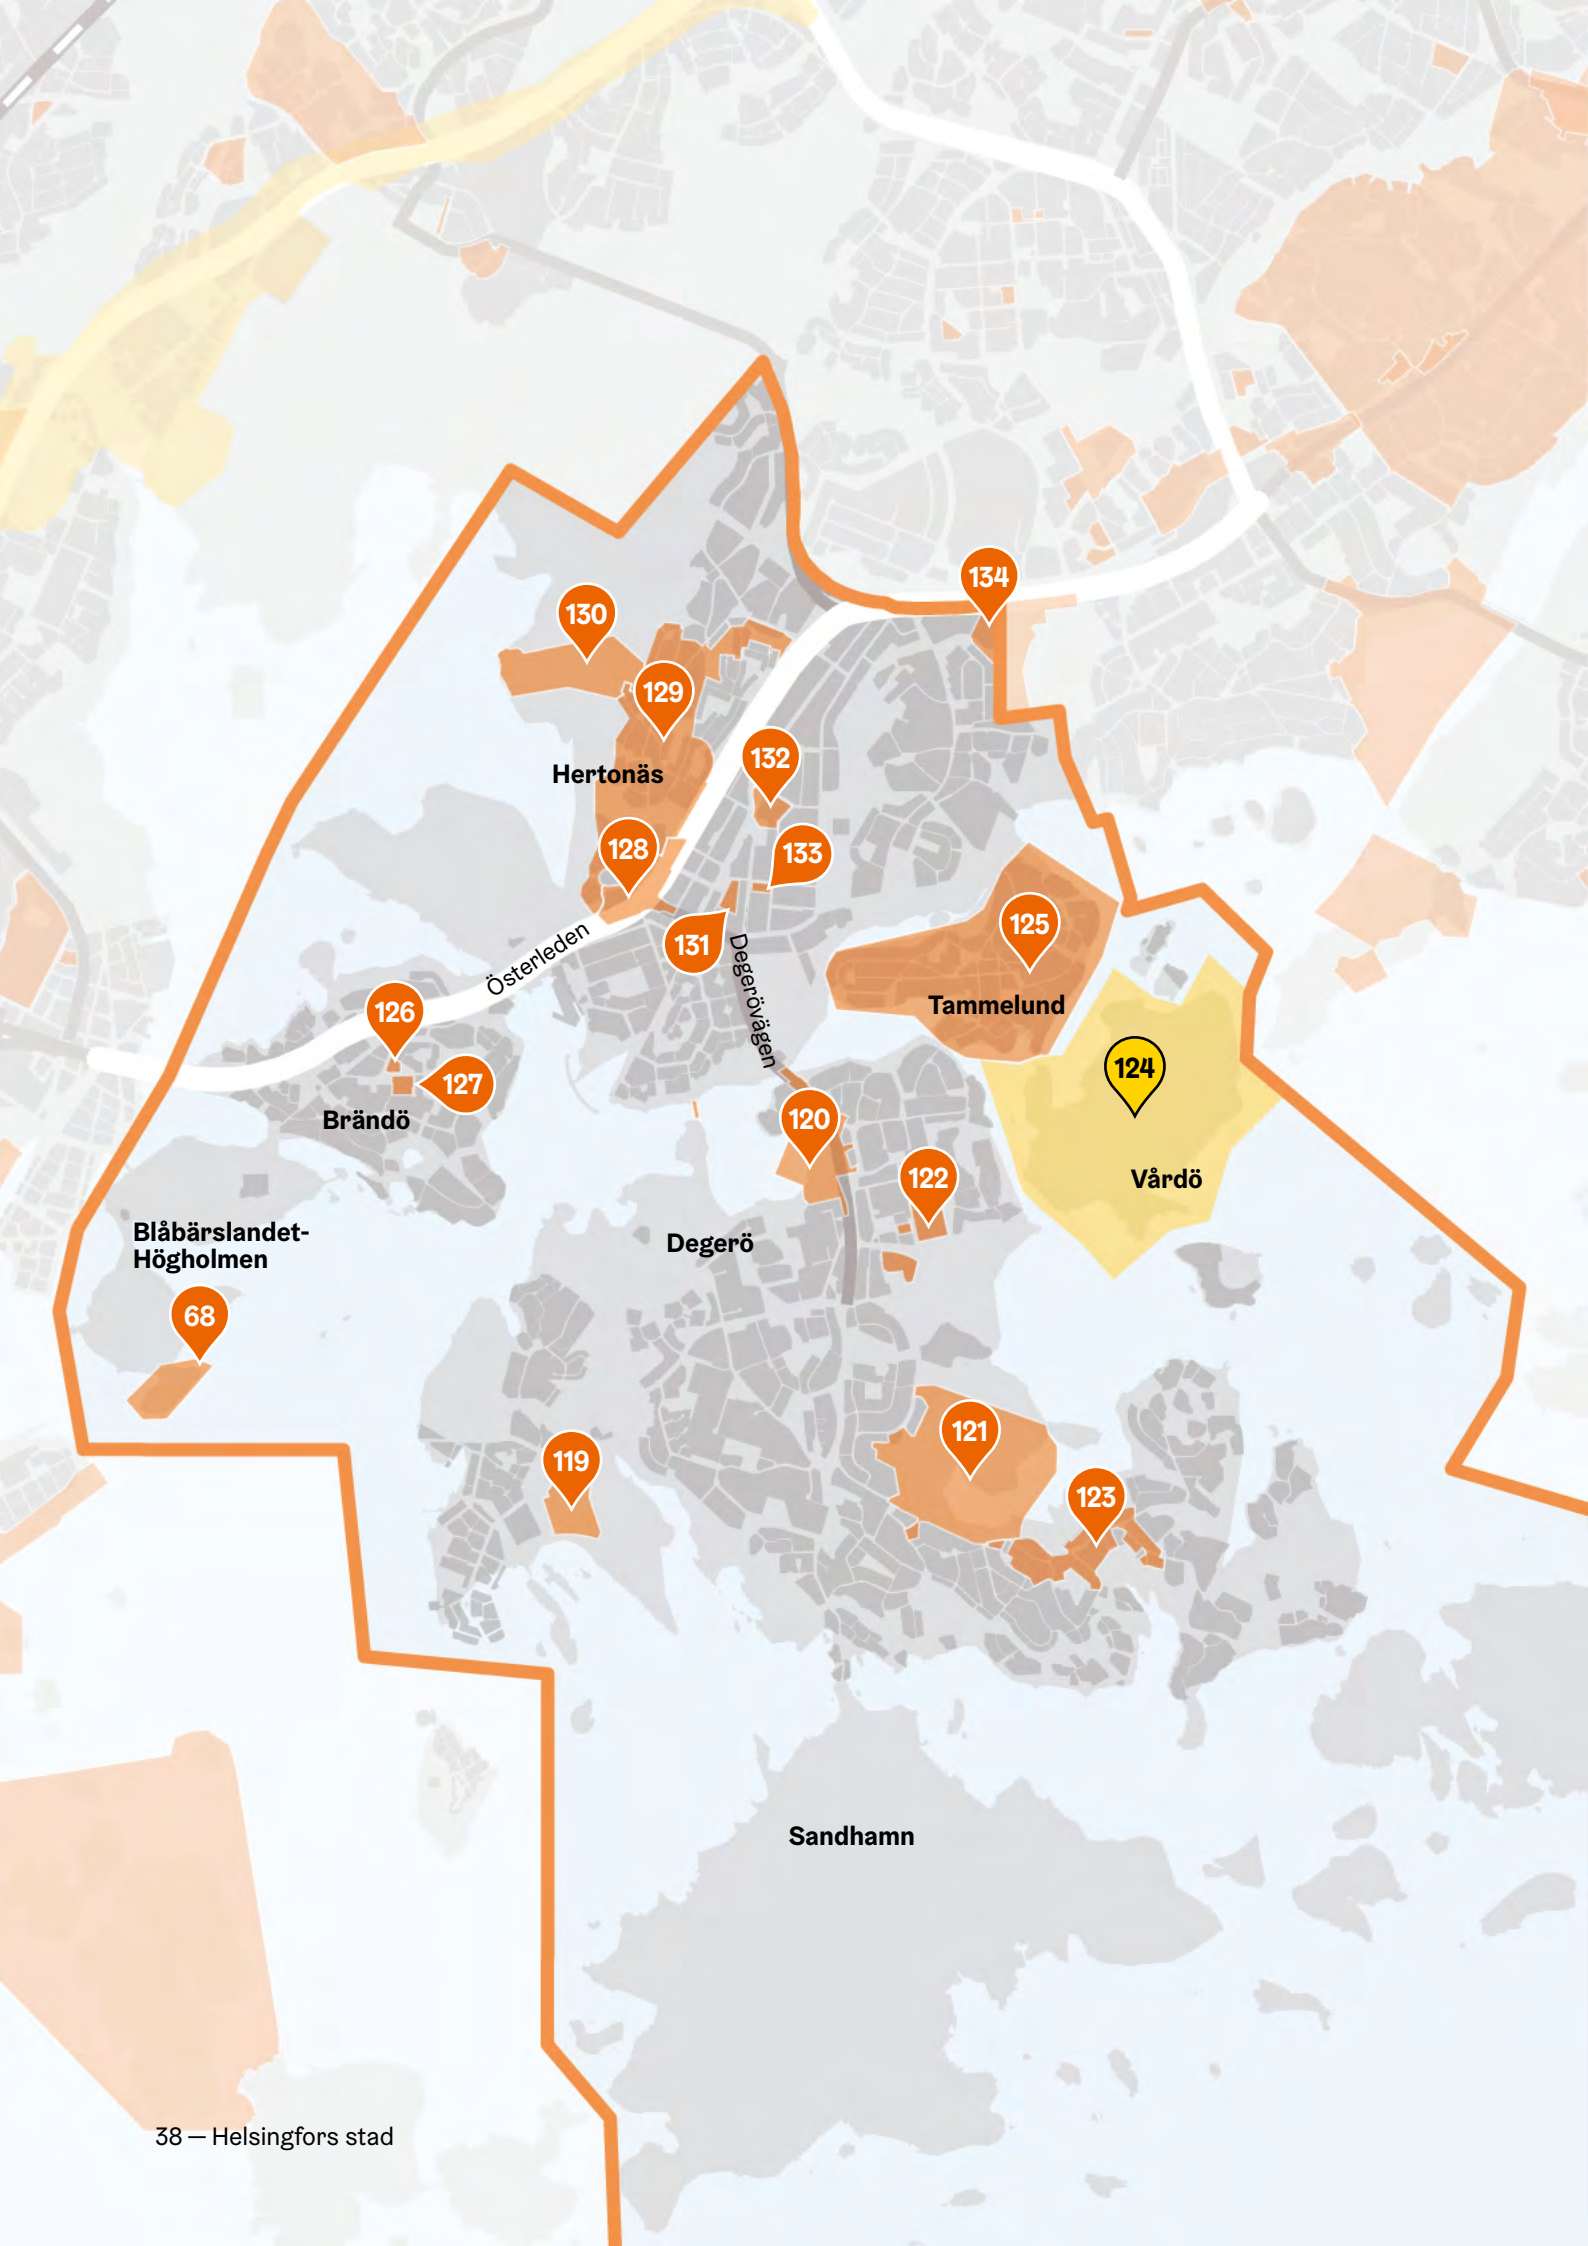 134
130
129
132
Hertonäs
128
133
125
131
Österleden
Degerövägen
Tammelund
126
124
127
Brändö
120
122
Vårdö
Blåbärslandet-
Högholmen
Degerö
68
121
119
123
Sandhamn
38 — Helsingfors stad